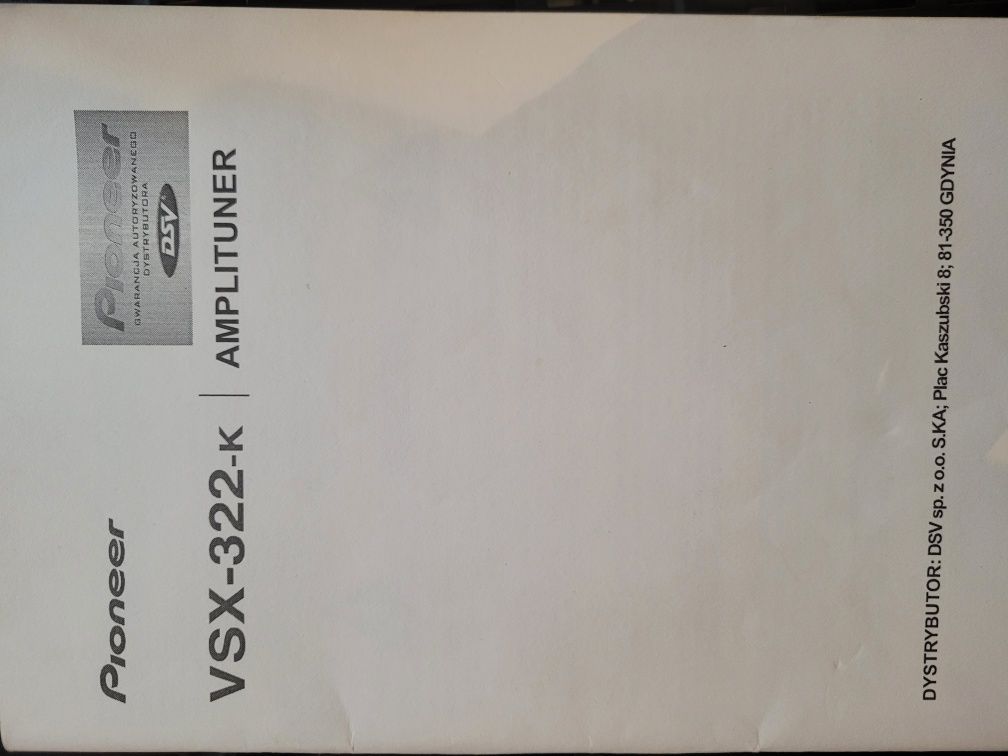 Pioneer
Pioneer
GWARANCJA AUTORYZOWANEGO
DYSTRYBUTORA
DSV
VSX-322-K | AMPLITUNER
DYSTRYBUTOR: DSV sp. z o.o. S.KA; Plac Kaszubski 8; 81-350 GDYNIA